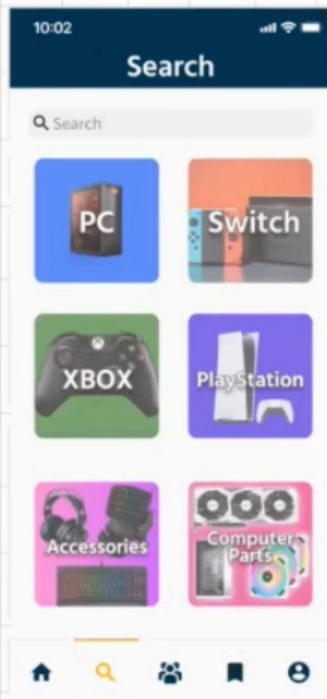 10:02
Search
Search
PC
Switch
XBOX
PlayStation
Accessories
Computer
Parts